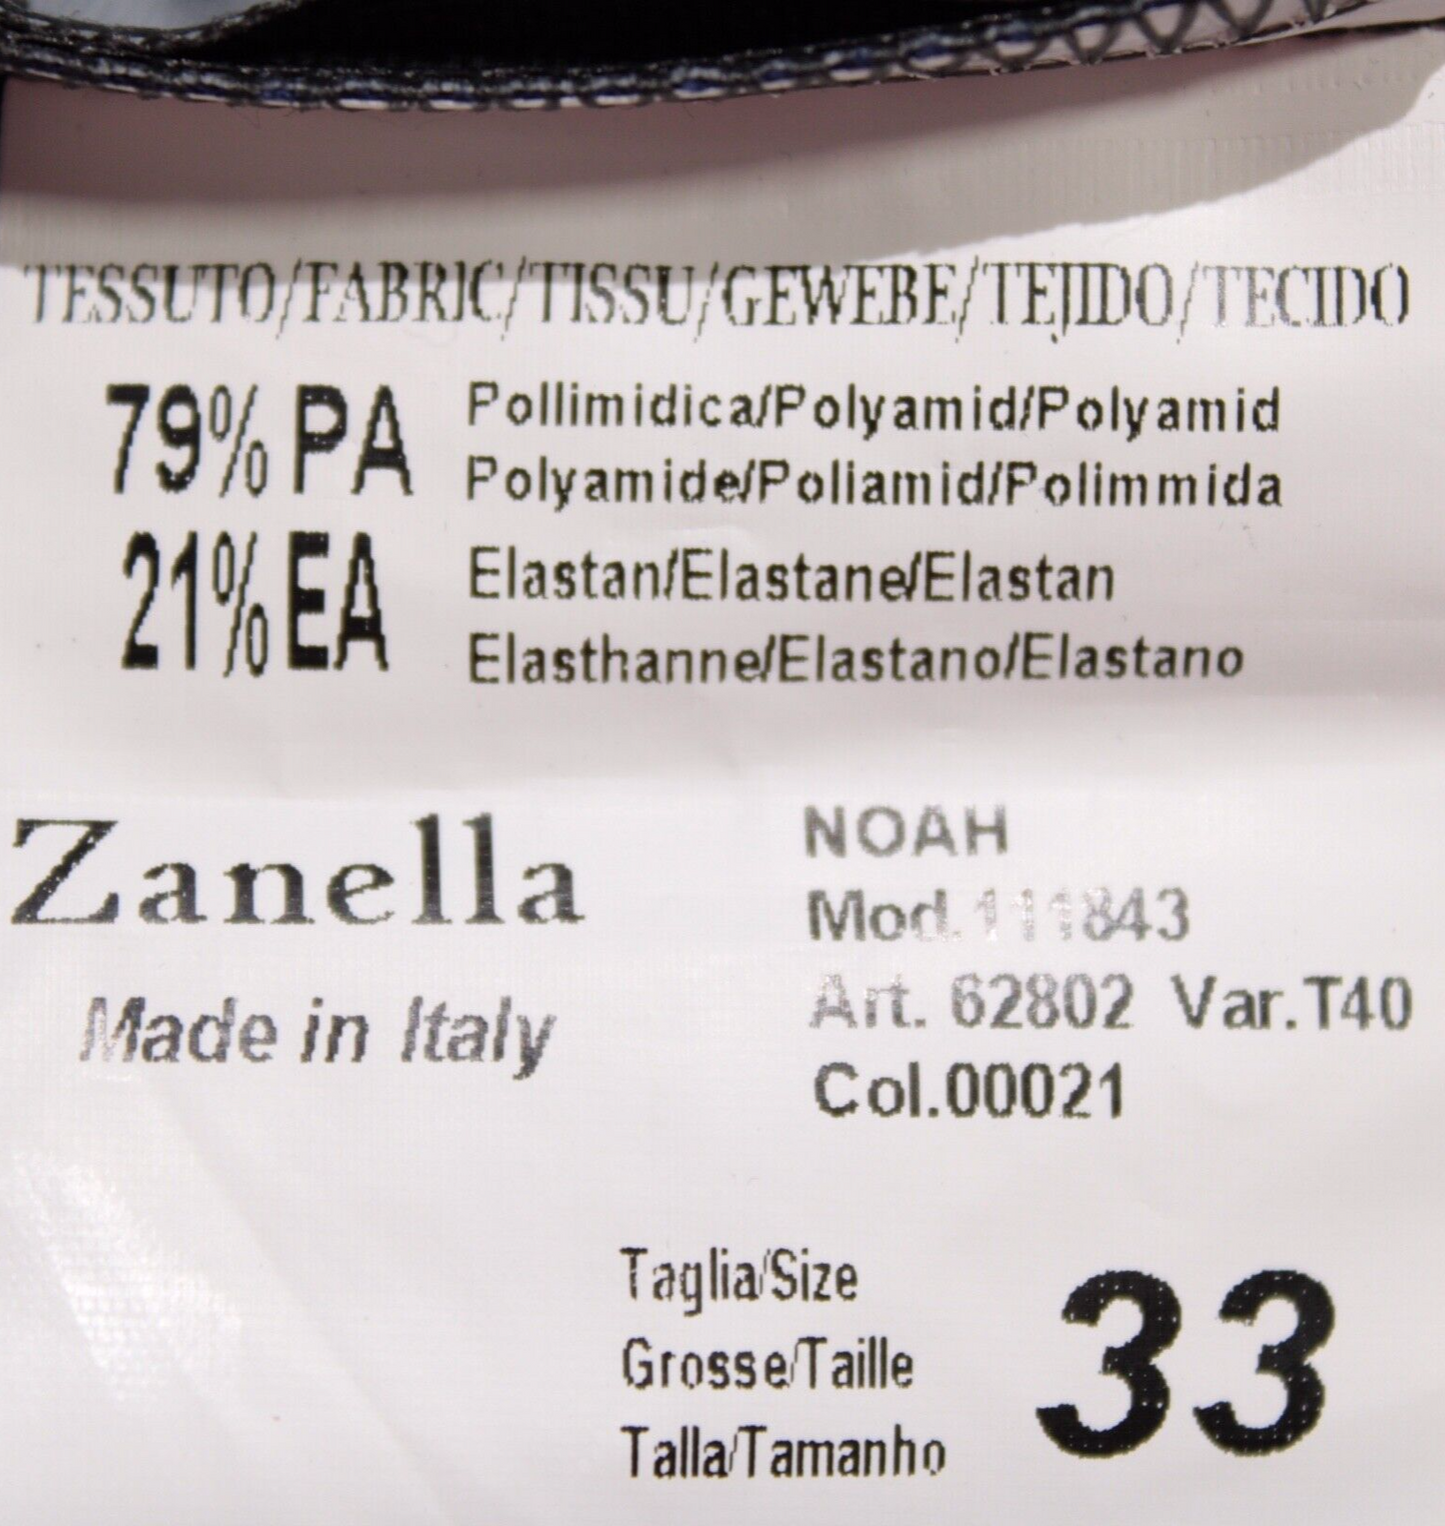 TESSUTO/FABRIC/TISSU/GEWEBE/TEJIDO/TECIDO
79% PA Pollimidica/Polyamid/Polyamid
Polyamide/Poliamid/Polimmida
21% EA Elastan/Elastane/Elastan
Elasthanne/Elastano/Elastano
Zanella
Made in Italy
NOAH
Mod.111843
Art. 62802 Var.T40
Col.00021
Taglia/Size
Grosse/Taille
Talla/Tamanho
33